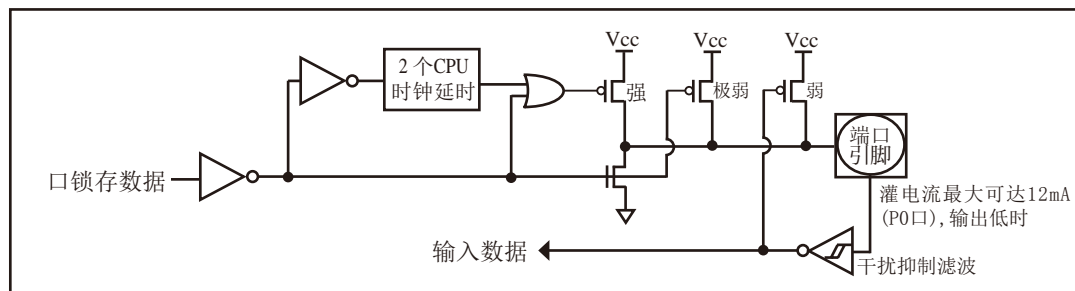 Vcc
Vcc
Vcc
2 个CPU
时钟延时
强
极弱
弱
端口
引脚
口锁存数据
灌电流最大可达12mA
(P0口),输出低时
输入数据
干扰抑制滤波